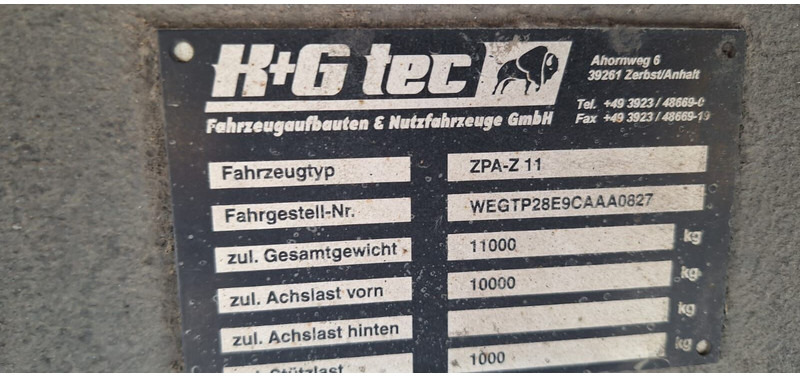 K+G tec
Fahrzeugaufbauten & Nutzfahrzeuge GmbH
Ahornweg 6
39261 Zerbst/Anhalt
Tel. +49 3923 / 48669-0
Fax +49 3923 / 48669-19
Fahrzeugtyp ZPA-Z 11
Fahrgestell-Nr. WEGTP28E9CAAA0827
zul. Gesamtgewicht 11000 kg
zul. Achslast vorn 10000 kg
zul. Achslast hinten kg
zul. Stützlast 1000 kg